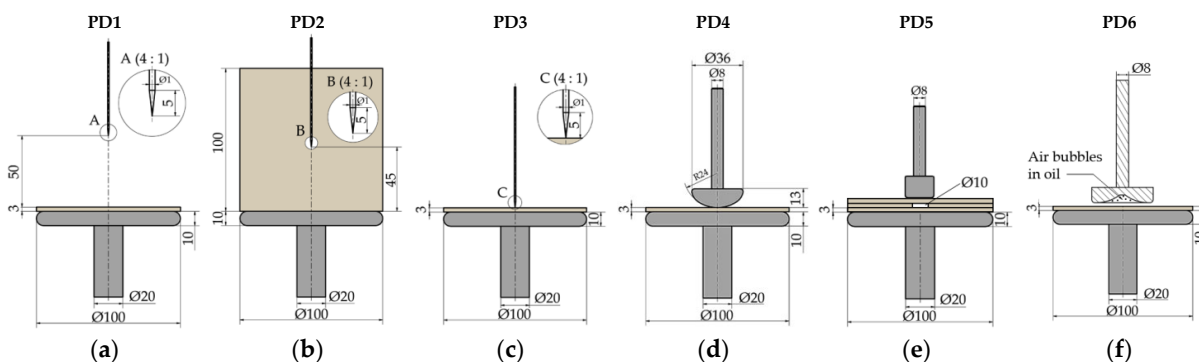 PD1 PD2 PD3 PD4 PD5 PD6
A (4 : 1)
Ø1
5
A
50
3
10
Ø20
Ø100
B (4 : 1)
Ø1
5
B
100
45
10
Ø20
Ø100
C (4 : 1)
Ø1
5
C
3
10
Ø20
Ø100
Ø36
Ø8
R24
13
3
10
Ø20
Ø100
Ø8
Ø10
3
10
Ø20
Ø100
Ø8
Air bubbles
in oil
3
10
Ø20
Ø100
(a) (b) (c) (d) (e) (f)